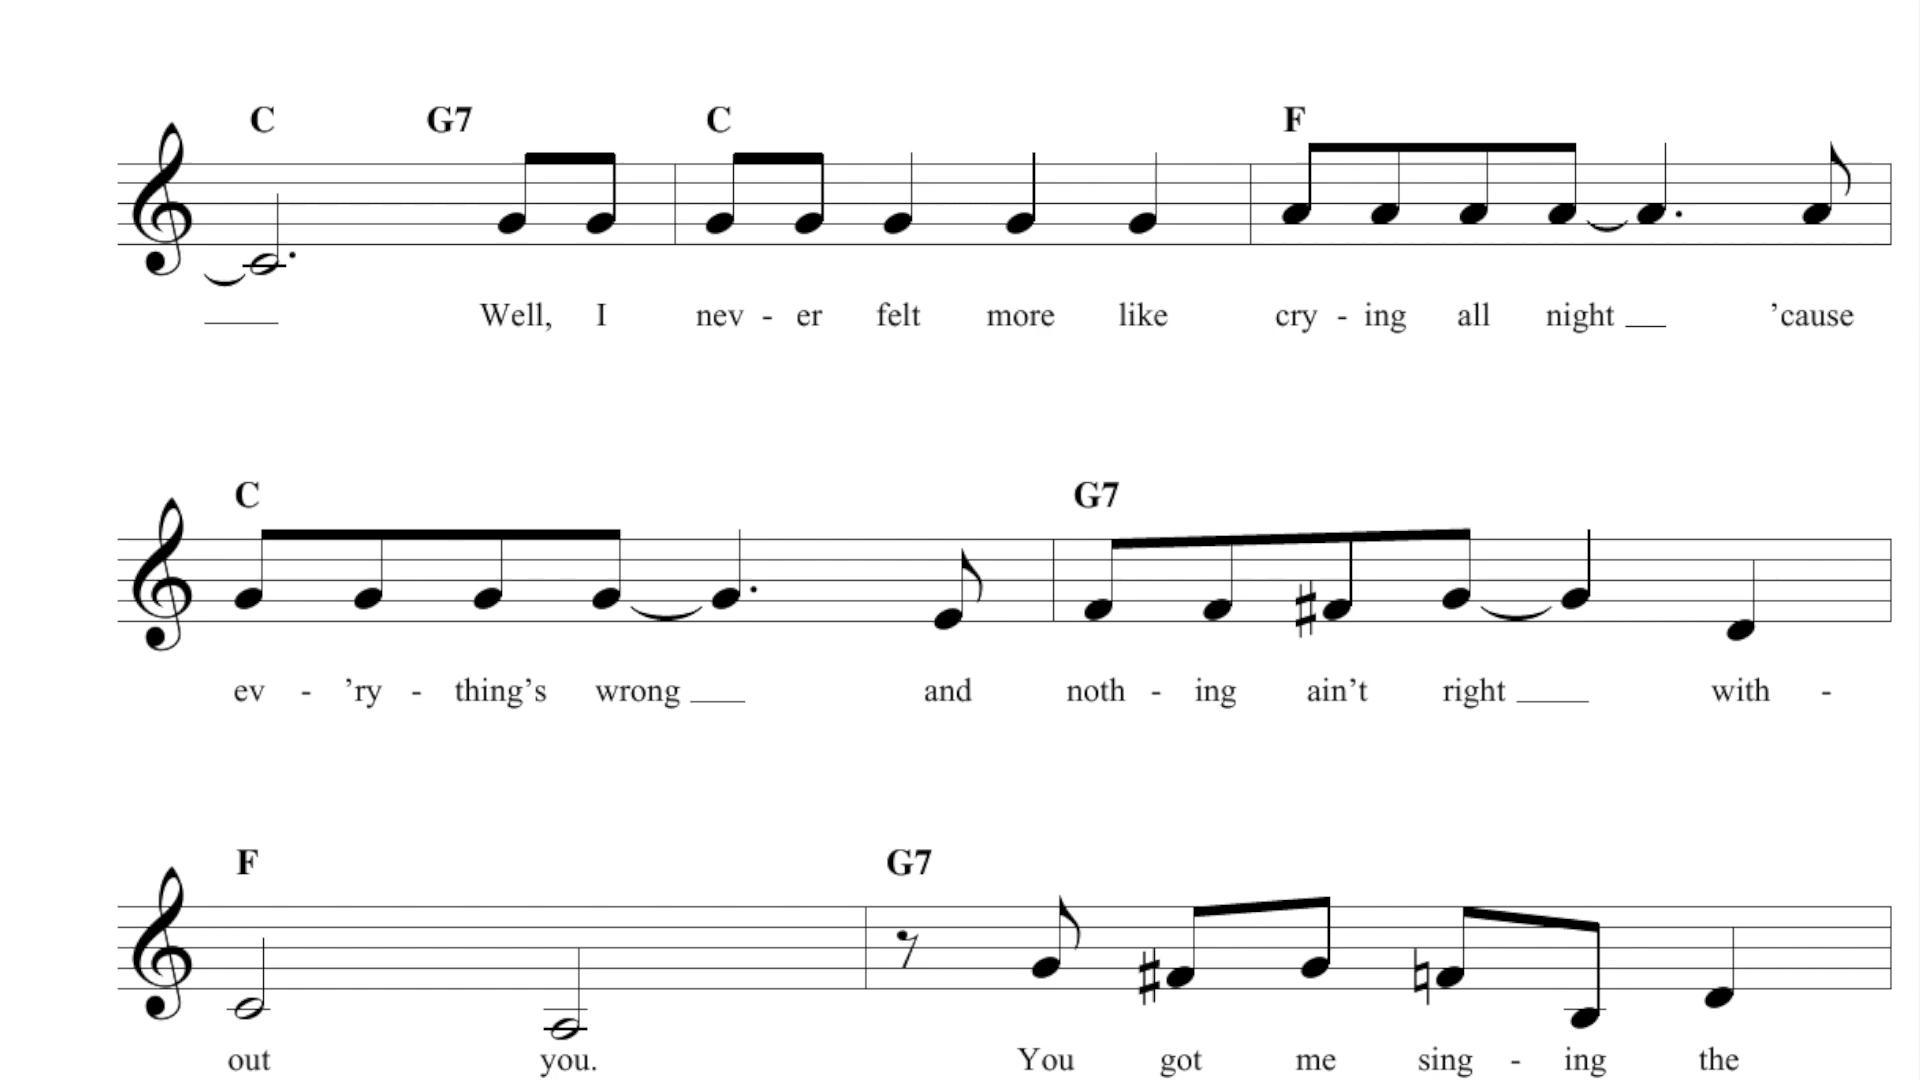 C G7 C F
Well, I nev - er felt more like cry - ing all night ’cause
C G7
ev - ’ry - thing’s wrong and noth - ing ain’t right with -
F G7
out you. You got me sing - ing the